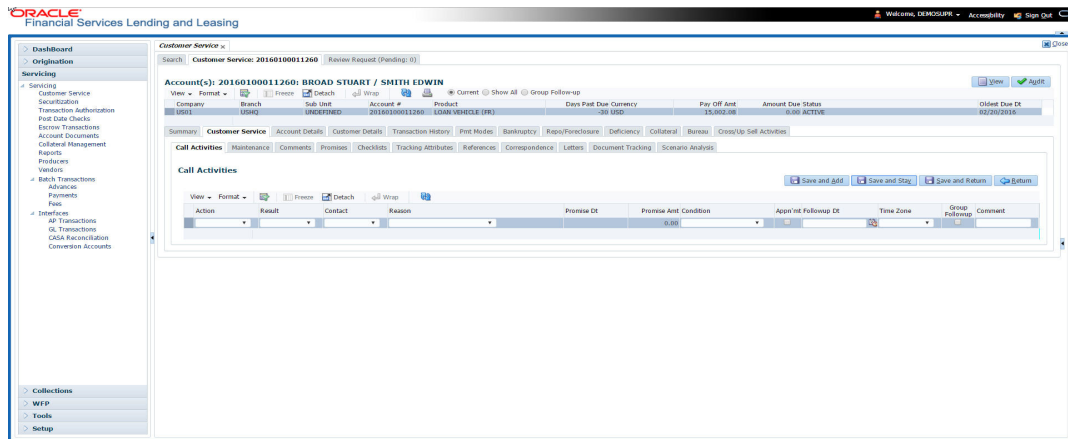 ORACLE
Financial Services Lending and Leasing
Welcome, DEMOSUPR Accessibility Sign Out
Close
DashBoard
Origination
Servicing
Servicing
Customer Service
Securitization
Transaction Authorization
Post Date Checks
Escrow Transactions
Account Documents
Collateral Management
Reports
Producers
Vendors
Batch Transactions
Advances
Payments
Fees
Interfaces
AP Transactions
GL Transactions
CASA Reconciliation
Conversion Accounts
Collections
WFP
Tools
Setup
Customer Service
Search Customer Service: 20160100011260 Review Request (Pending: 0)
Account(s): 20160100011260: BROAD STUART / SMITH EDWIN
View Audit
View Format Freeze Detach Wrap Current Show All Group Follow-up
Company Branch Sub Unit Account # Product Days Past Due Currency Pay Off Amt Amount Due Status Oldest Due Dt
US01 USHQ UNDEFINED 20160100011260 LOAN VEHICLE (FR) -30 USD 15,002.08 0.00 ACTIVE 02/20/2016
Summary Customer Service Account Details Customer Details Transaction History Pmt Modes Bankruptcy Repo/Foreclosure Deficiency Collateral Bureau Cross/Up Sell Activities
Call Activities Maintenance Comments Promises Checklists Tracking Attributes References Correspondence Letters Document Tracking Scenario Analysis
Call Activities
Save and Add Save and Stay Save and Return Return
View Format Freeze Detach Wrap
Action Result Contact Reason Promise Dt Promise Amt Condition Appn'mt Followup Dt Time Zone Group Followup Comment
0.00